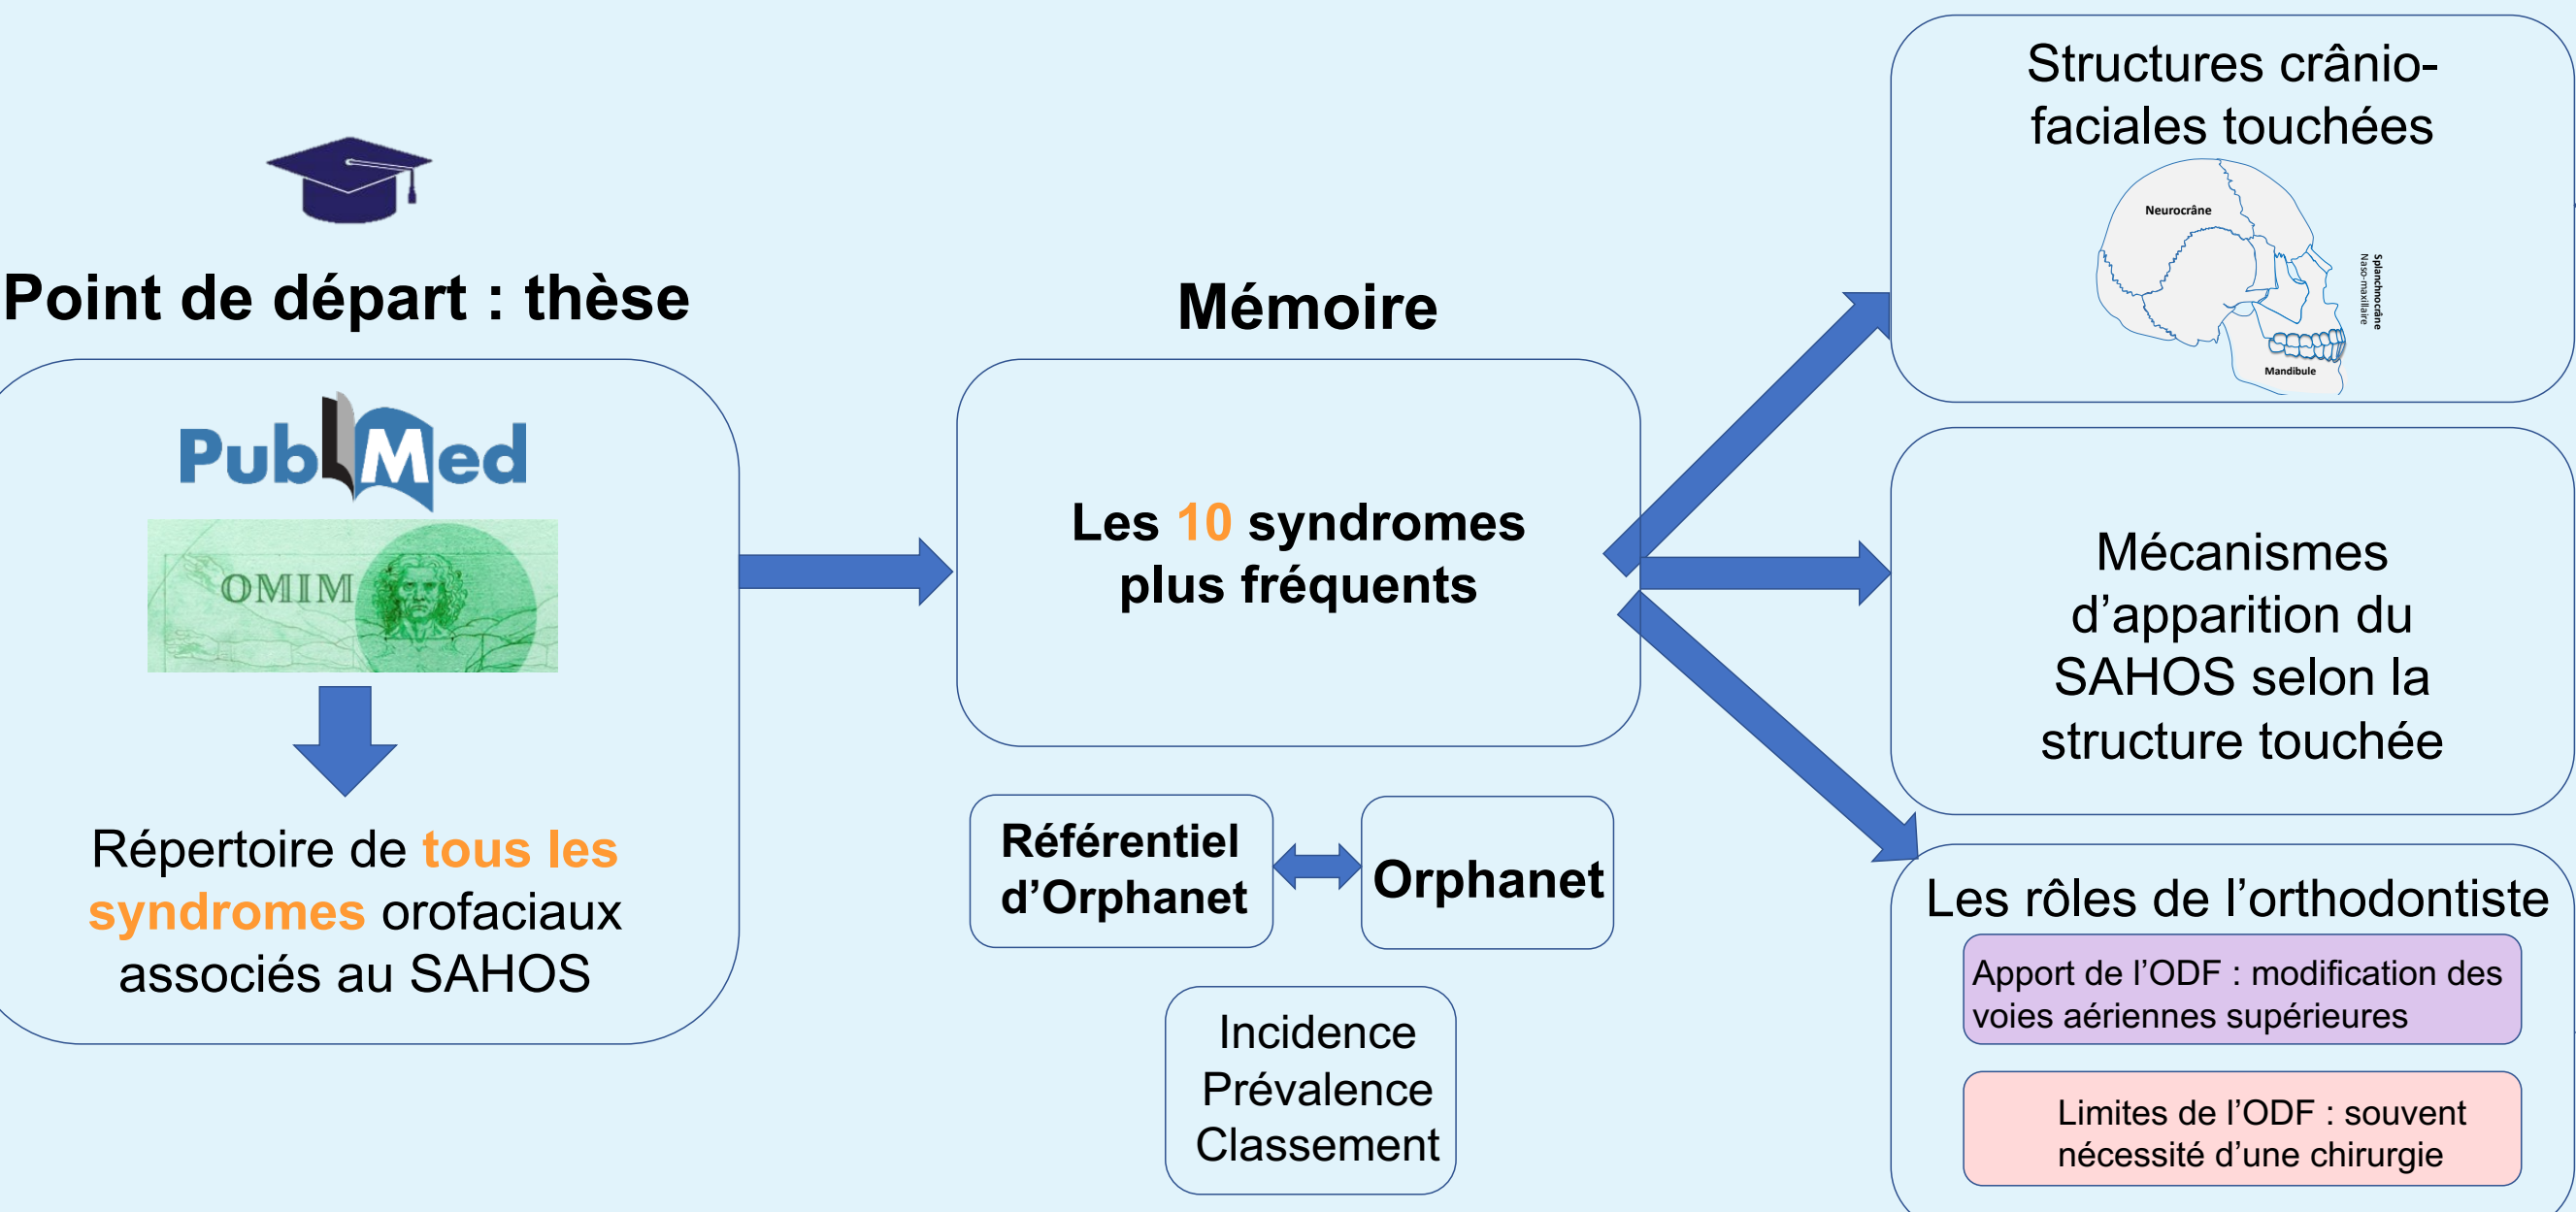 Point de départ : thèse
PubMed
OMIM
Répertoire de tous les
syndromes orofaciaux
associés au SAHOS
Mémoire
Les 10 syndromes
plus fréquents
Référentiel
d’Orphanet
Orphanet
Incidence
Prévalence
Classement
Structures crânio-
faciales touchées
Neurocrâne
Splanchnocrâne
Naso-maxillaire
Mandibule
Mécanismes
d’apparition du
SAHOS selon la
structure touchée
Les rôles de l’orthodontiste
Apport de l’ODF : modification des
voies aériennes supérieures
Limites de l’ODF : souvent
nécessité d’une chirurgie